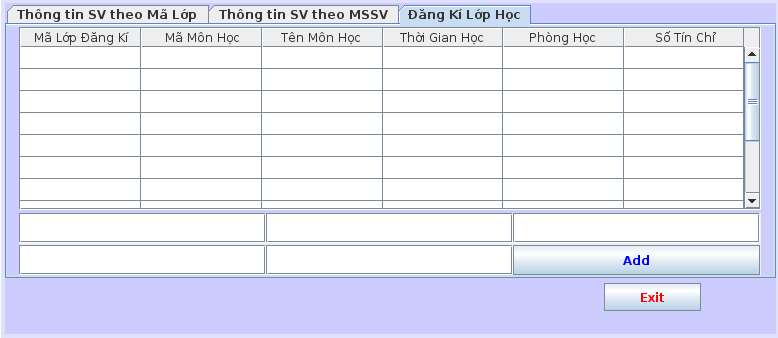 Thông tin SV theo Mã Lớp Thông tin SV theo MSSV Đăng Kí Lớp Học
Mã Lớp Đăng Kí Mã Môn Học Tên Môn Học Thời Gian Học Phòng Học Số Tín Chỉ
Add
Exit